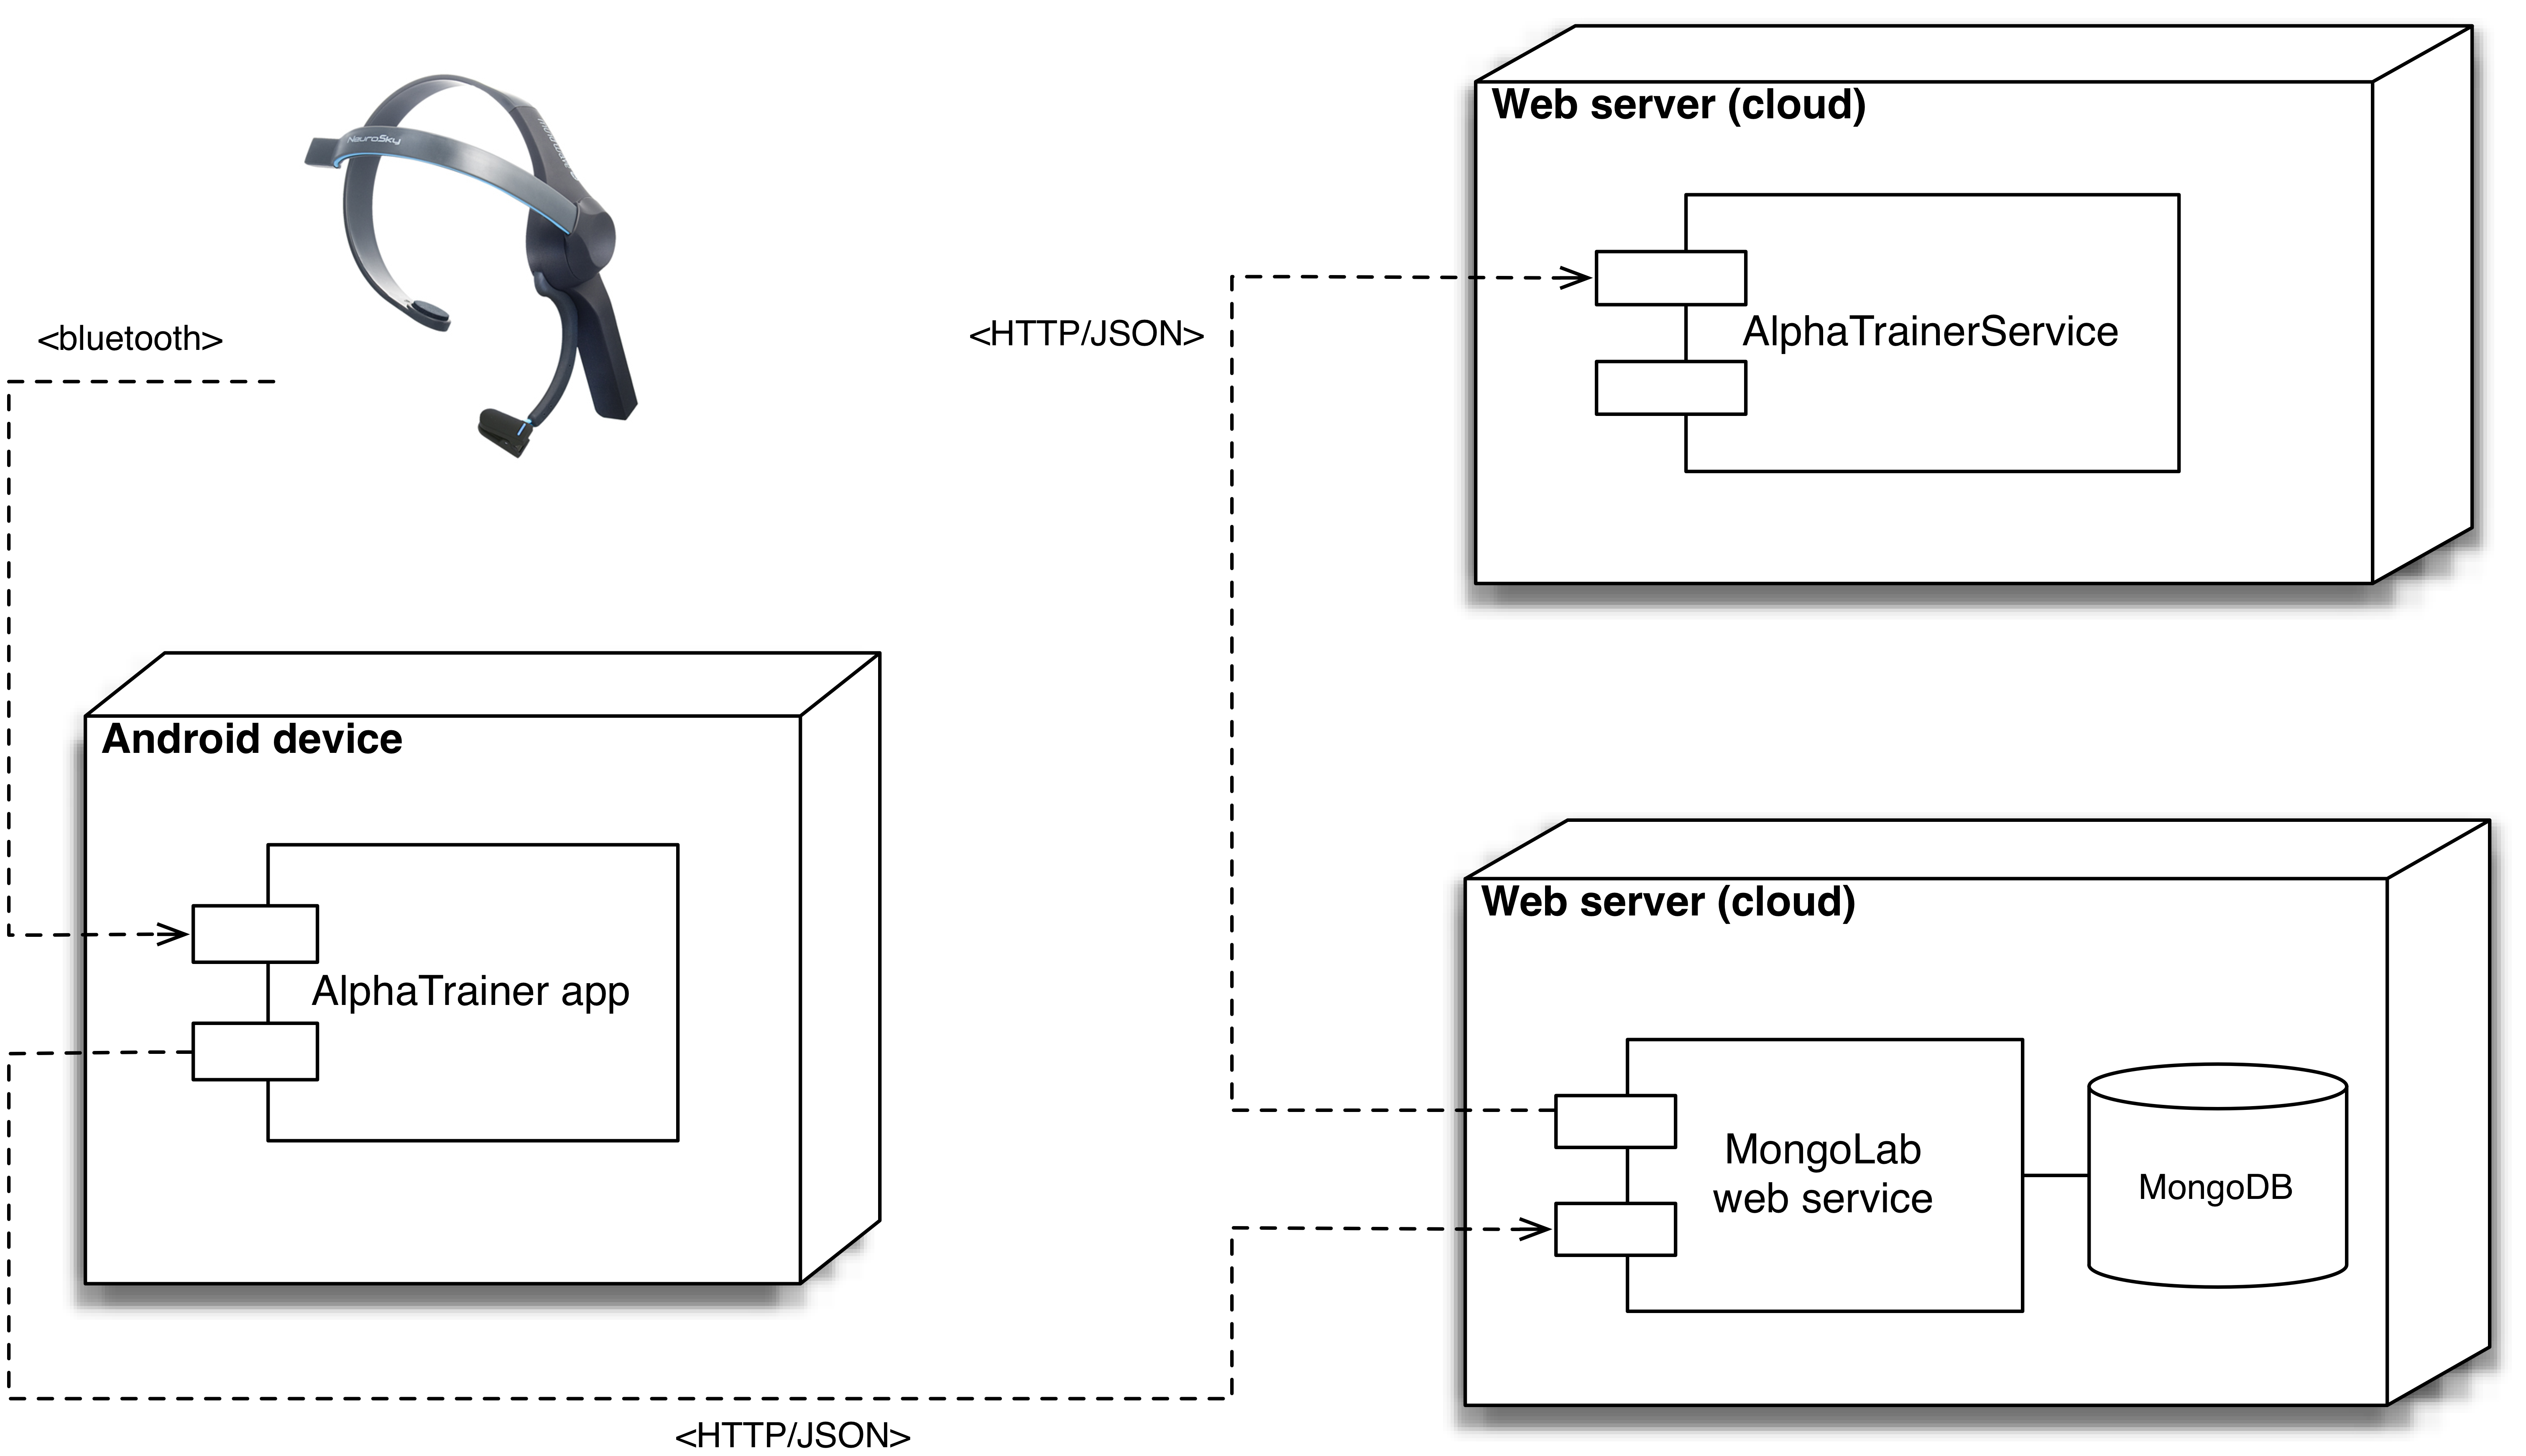 NeuroSky
Web server (cloud)
<bluetooth>
<HTTP/JSON>
AlphaTrainerService
Android device
AlphaTrainer app
Web server (cloud)
MongoLab
web service
MongoDB
<HTTP/JSON>